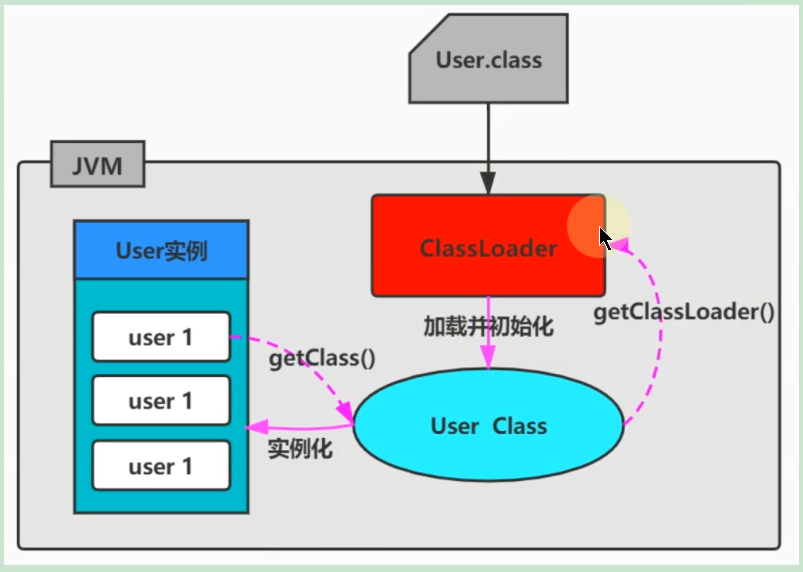 User.class
JVM
User实例
ClassLoader
getClassLoader()
加载并初始化
user 1
getClass()
user 1
User Class
实例化
user 1